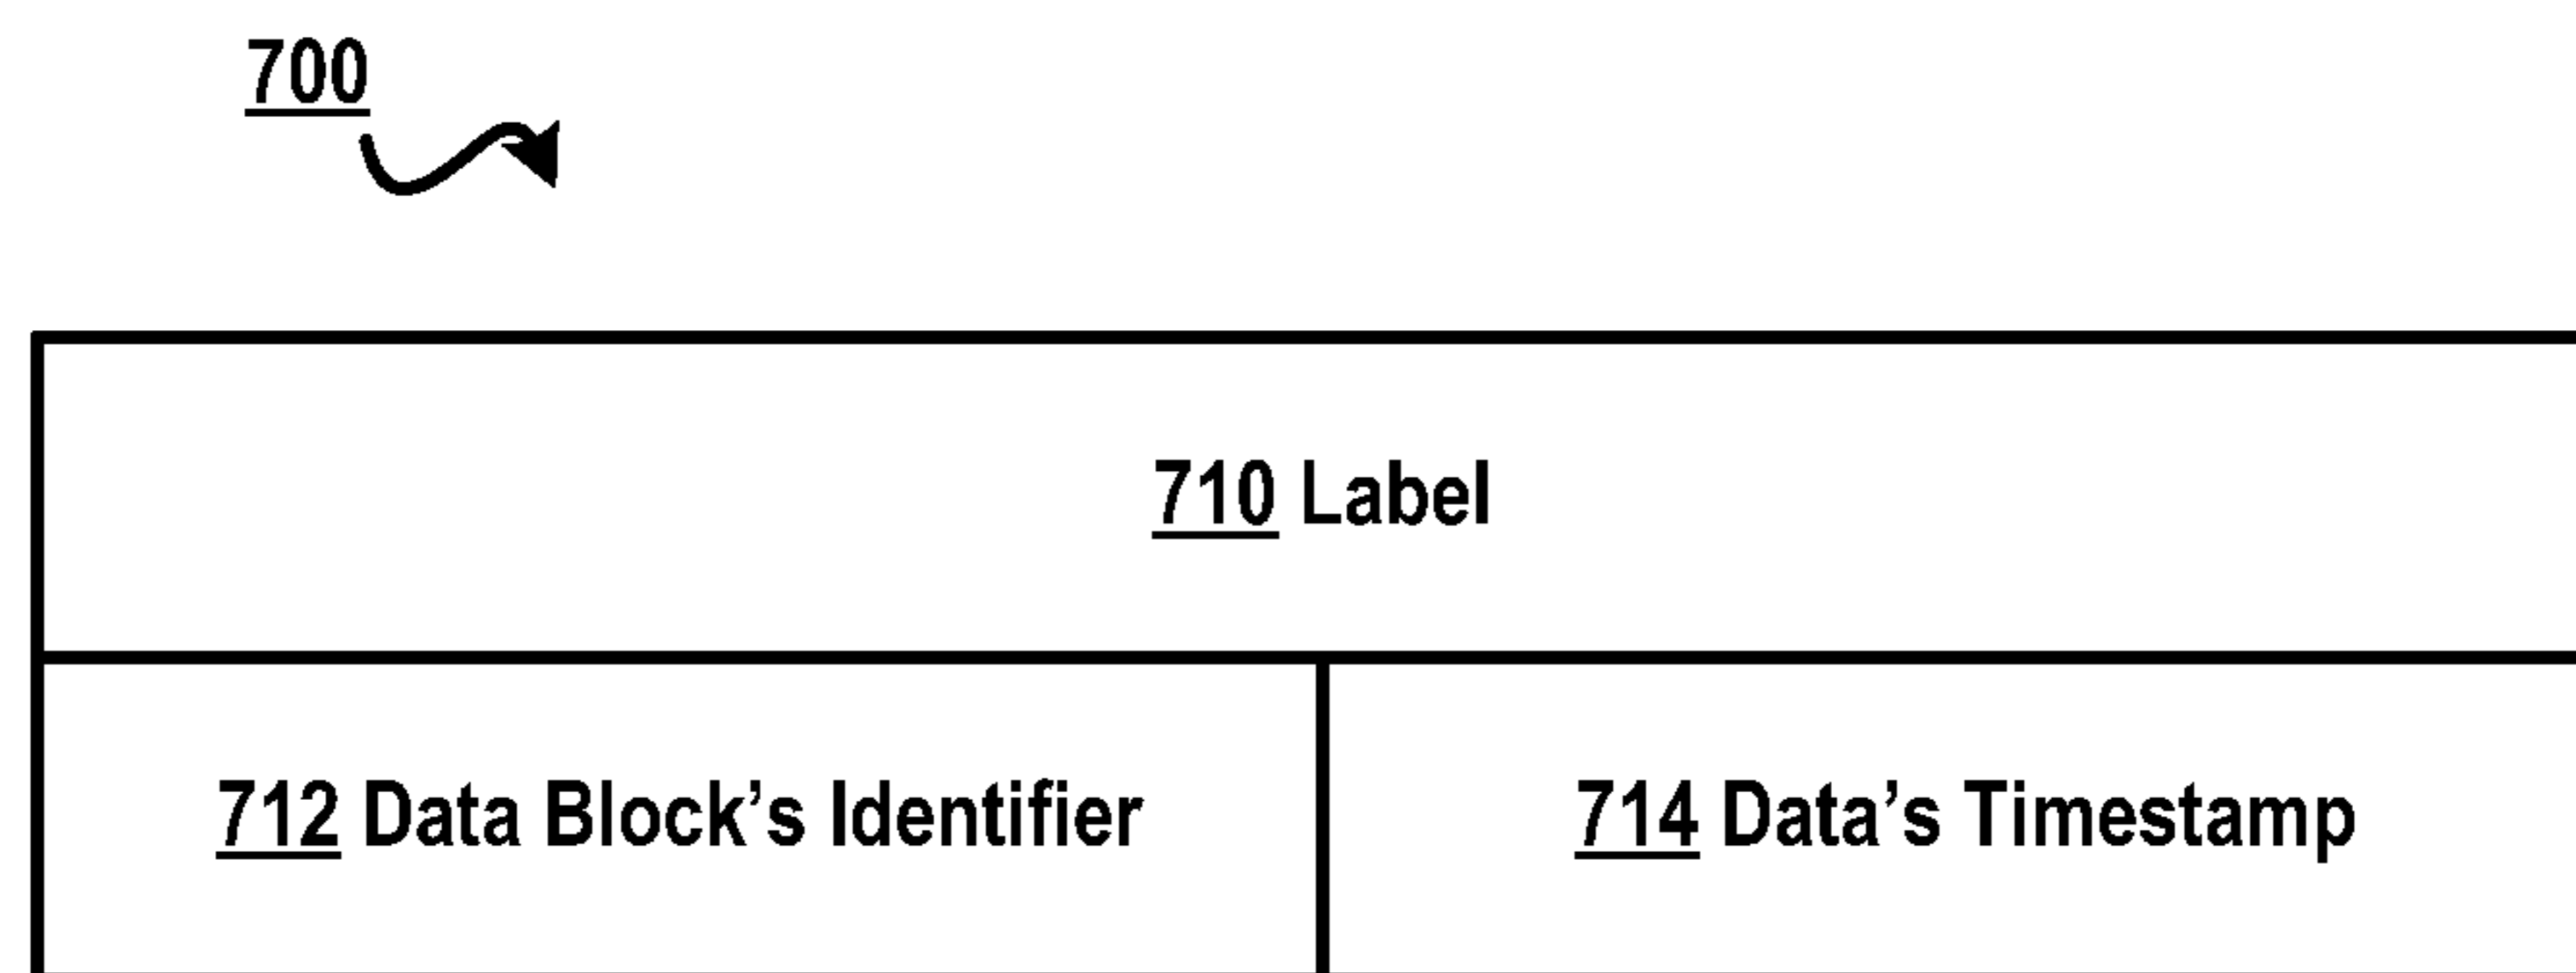 700
710 Label
712 Data Block’s Identifier
714 Data’s Timestamp